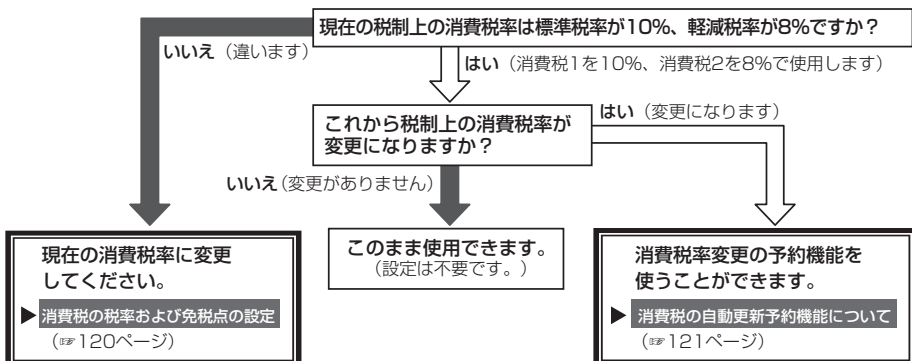 現在の税制上の消費税率は標準税率が10%、軽減税率が8%ですか？
いいえ（違います）
はい（消費税1を10%、消費税2を8%で使用します）
これから税制上の消費税率が
変更になりますか？
はい（変更になります）
いいえ（変更がありません）
現在の消費税率に変更
してください。
▶消費税の税率および免税点の設定
（☞120ページ）
このまま使用できます。
（設定は不要です。）
消費税率変更の予約機能を
使うことができます。
▶消費税の自動更新予約機能について
（☞121ページ）